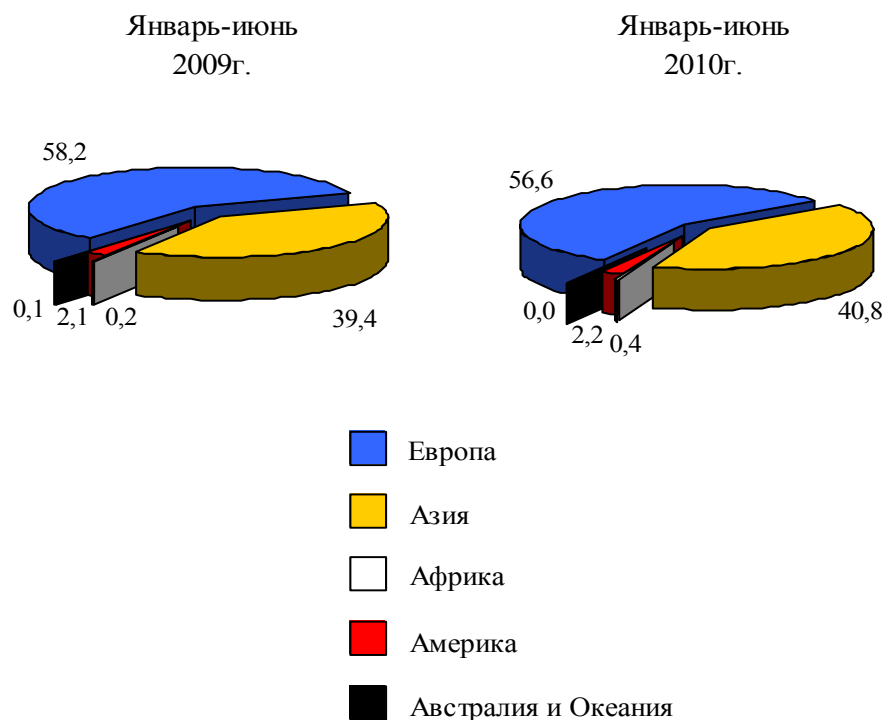 Январь-июнь
2009г.
Январь-июнь
2010г.
58,2
0,1
2,1
0,2
39,4
56,6
0,0
2,2
0,4
40,8
Европа
Азия
Африка
Америка
Австралия и Океания